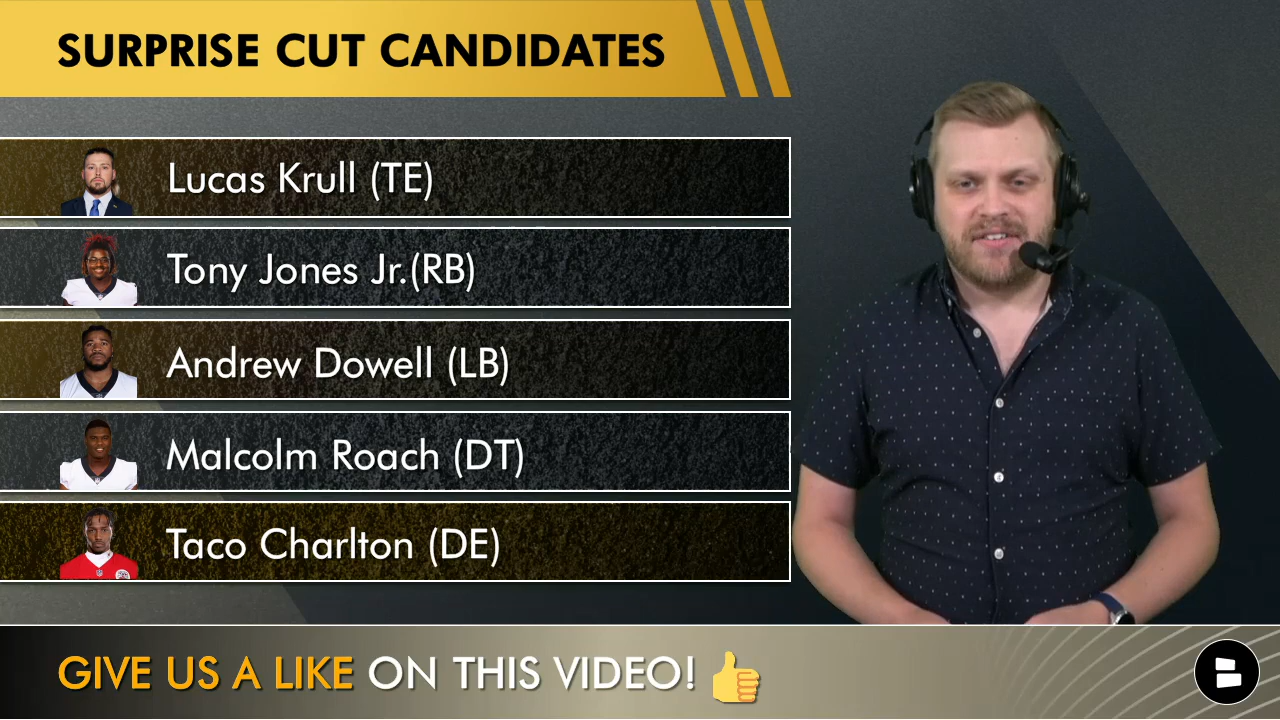 SURPRISE CUT CANDIDATES
Lucas Krull (TE)
Tony Jones Jr.(RB)
Andrew Dowell (LB)
Malcolm Roach (DT)
Taco Charlton (DE)
GIVE US A LIKE ON THIS VIDEO!